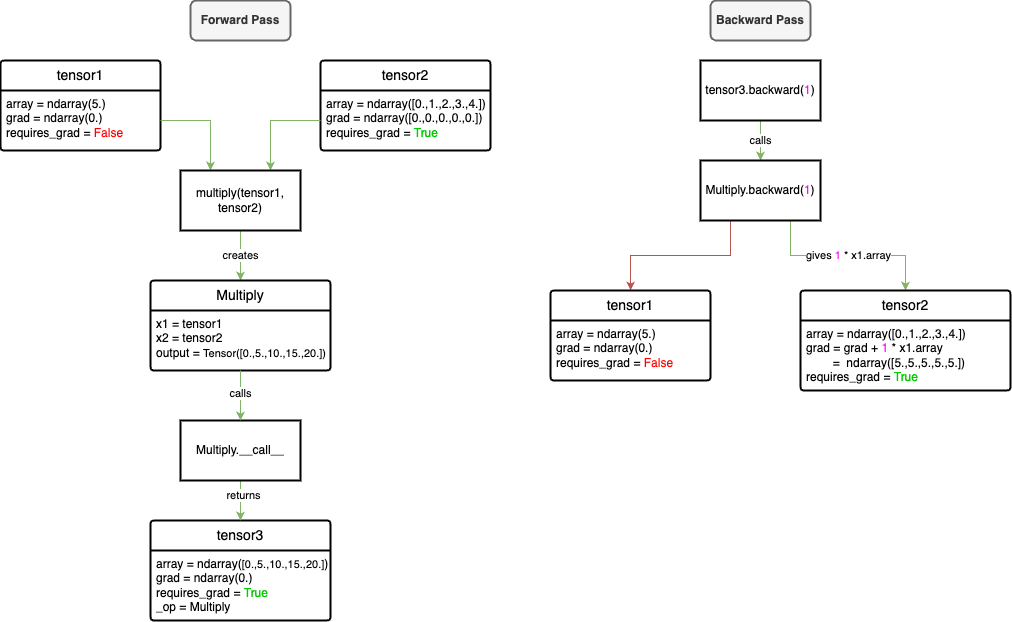 Forward Pass
tensor1
array = ndarray(5.)
grad = ndarray(0.)
requires_grad = False
tensor2
array = ndarray([0.,1.,2.,3.,4.])
grad = ndarray([0.,0.,0.,0.,0.])
requires_grad = True
multiply(tensor1,
tensor2)
creates
Multiply
x1 = tensor1
x2 = tensor2
output = Tensor([0.,5.,10.,15.,20.])
calls
Multiply.__call__
returns
tensor3
array = ndarray([0.,5.,10.,15.,20.])
grad = ndarray(0.)
requires_grad = True
_op = Multiply
Backward Pass
tensor3.backward(1)
calls
Multiply.backward(1)
gives 1 * x1.array
tensor1
array = ndarray(5.)
grad = ndarray(0.)
requires_grad = False
tensor2
array = ndarray([0.,1.,2.,3.,4.])
grad = grad + 1 * x1.array
= ndarray([5.,5.,5.,5.,5.])
requires_grad = True